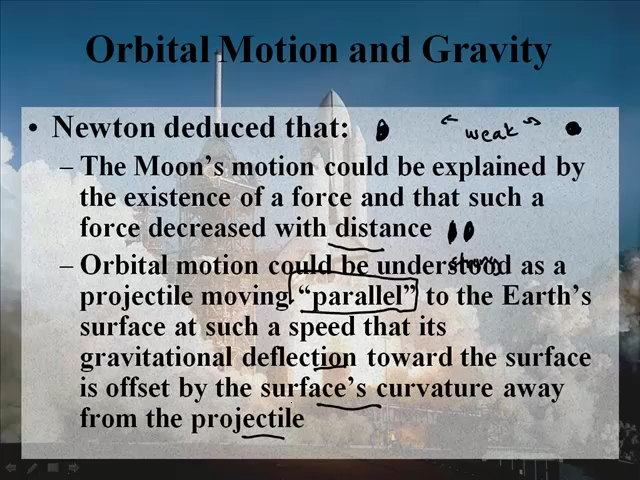 Orbital Motion and Gravity
• Newton deduced that:
weak
– The Moon's motion could be explained by
the existence of a force and that such a
force decreased with distance
strong
– Orbital motion could be understood as a
projectile moving “parallel” to the Earth's
surface at such a speed that its
gravitational deflection toward the surface
is offset by the surface's curvature away
from the projectile